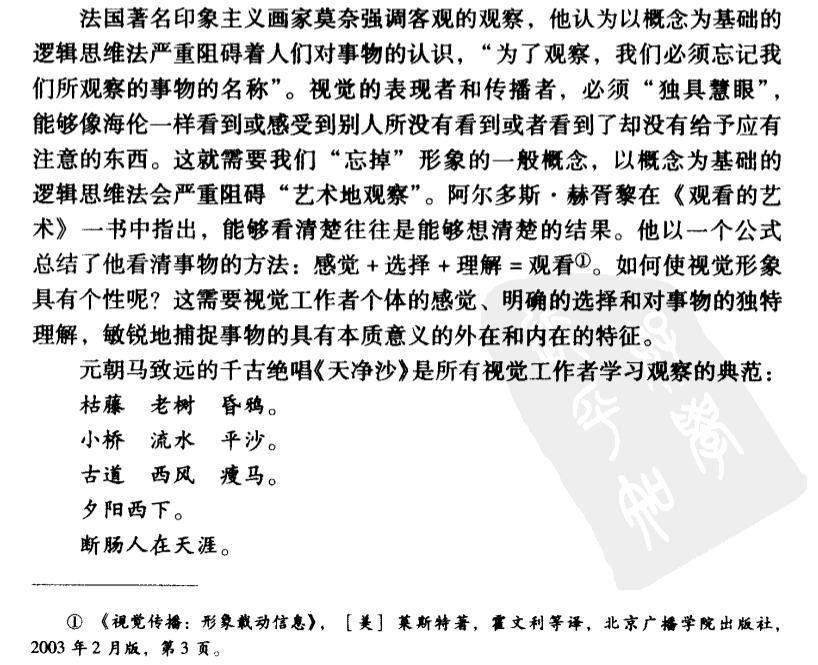 法国著名印象主义画家莫奈强调客观的观察，他认为以概念为基础的
逻辑思维法严重阻碍着人们对事物的认识，“为了观察，我们必须忘记我
们所观察的事物的名称”。视觉的表现者和传播者，必须“独具慧眼”，
能够像海伦一样看到或感受到别人所没有看到或者看到了却没有给予应有
注意的东西。这就需要我们“忘掉”形象的一般概念，以概念为基础的
逻辑思维法会严重阻碍“艺术地观察”。阿尔多斯·赫胥黎在《观看的艺
术》一书中指出，能够看清楚往往是能够想清楚的结果。他以一个公式
总结了他看清事物的方法：感觉+选择+理解=观看①。如何使视觉形象
具有个性呢？这需要视觉工作者个体的感觉、明确的选择和对事物的独特
理解，敏锐地捕捉事物的具有本质意义的外在和内在的特征。
元朝马致远的千古绝唱《天净沙》是所有视觉工作者学习观察的典范：
枯藤 老树 昏鸦。
小桥 流水 平沙。
古道 西风 瘦马。
夕阳西下。
断肠人在天涯。
① 《视觉传播：形象载动信息》，［美］莱斯特著，霍文利等译，北京广播学院出版社，
2003年2月版，第3页。